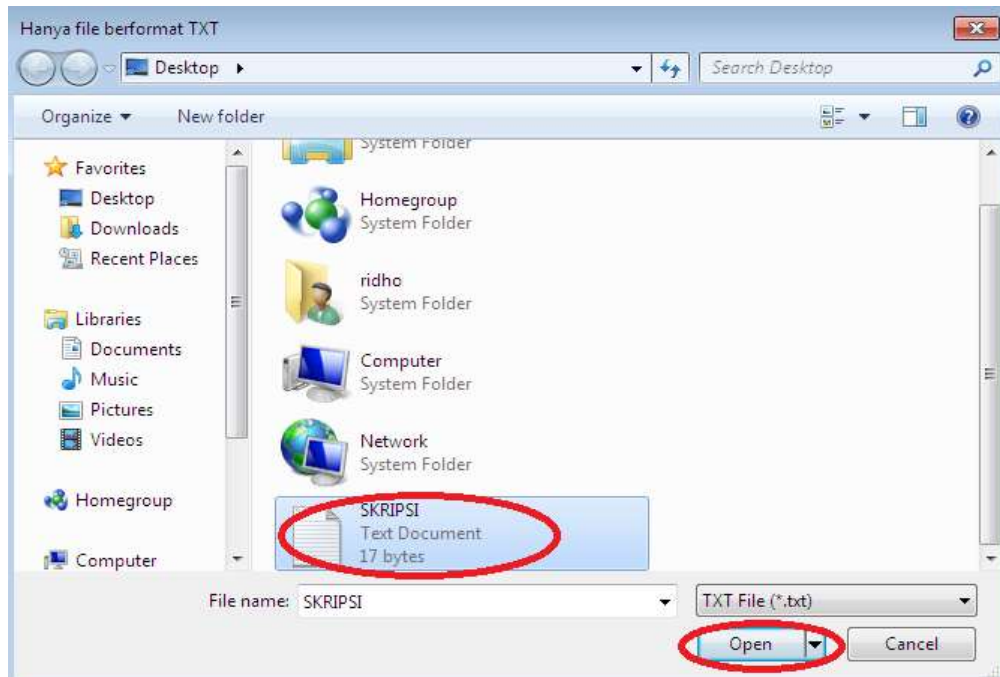 Hanya file berformat TXT
Desktop
Search Desktop
Organize
New folder
Favorites
Desktop
Downloads
Recent Places
Libraries
Documents
Music
Pictures
Videos
Homegroup
Computer
System Folder
Homegroup
System Folder
ridho
System Folder
Computer
System Folder
Network
System Folder
SKRIPSI
Text Document
17 bytes
File name: SKRIPSI
TXT File (*.txt)
Open
Cancel